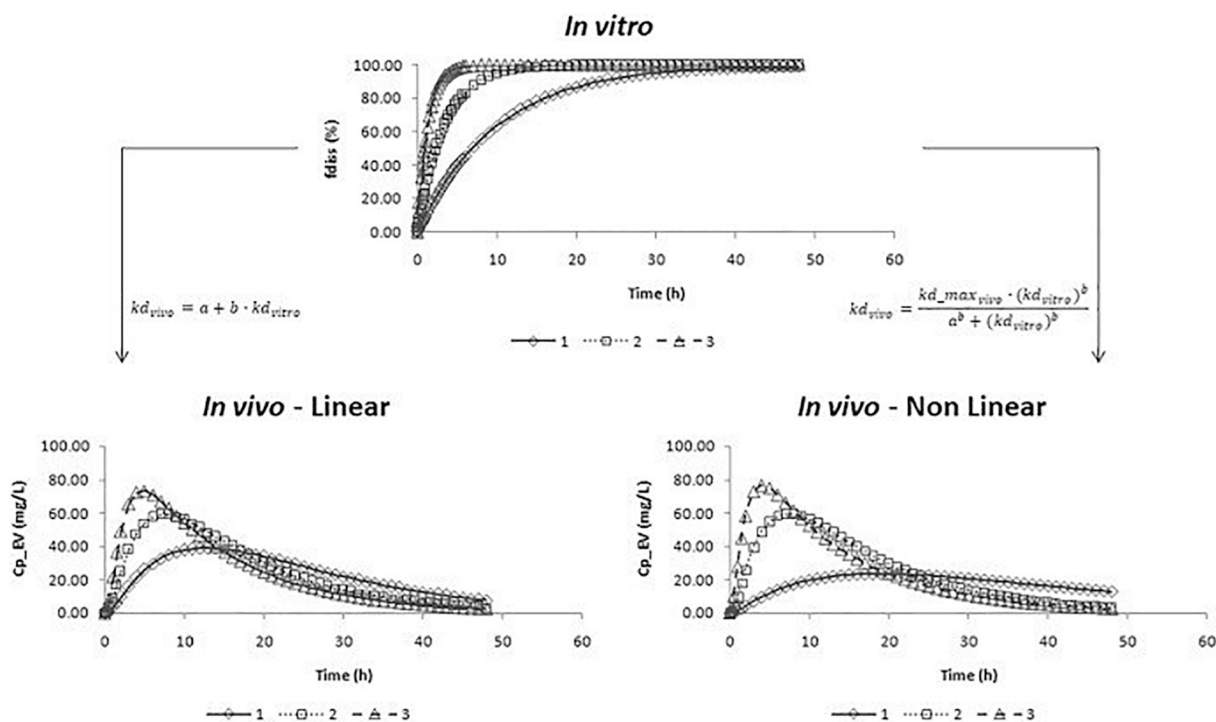 In vitro
100.00
80.00
60.00
40.00
20.00
0.00
fdiss (%)
0 10 20 30 40 50 60
Time (h)
1 2 3
kd_vivo = a + b · kd_vitro
kd_vivo = kd_max_vivo · (kd_vitro)^b / a^b + (kd_vitro)^b
In vivo - Linear
100.00
80.00
60.00
40.00
20.00
0.00
Cp_EV (mg/L)
0 10 20 30 40 50 60
Time (h)
1 2 3
In vivo - Non Linear
100.00
80.00
60.00
40.00
20.00
0.00
Cp_EV (mg/L)
0 10 20 30 40 50 60
Time (h)
1 2 3